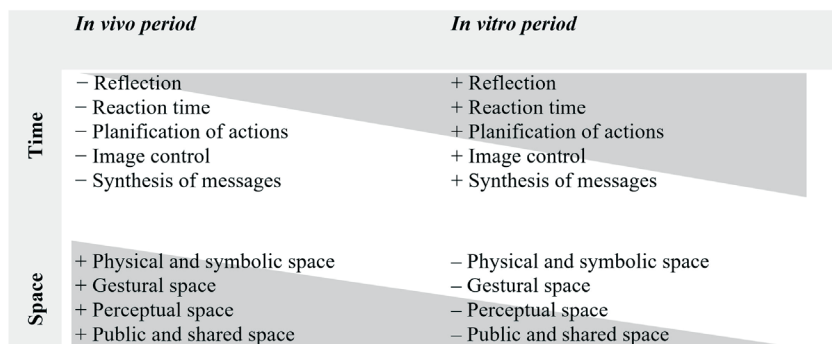 In vivo period In vitro period
Time
− Reflection + Reflection
− Reaction time + Reaction time
− Planification of actions + Planification of actions
− Image control + Image control
− Synthesis of messages + Synthesis of messages
Space
+ Physical and symbolic space – Physical and symbolic space
+ Gestural space – Gestural space
+ Perceptual space – Perceptual space
+ Public and shared space – Public and shared space